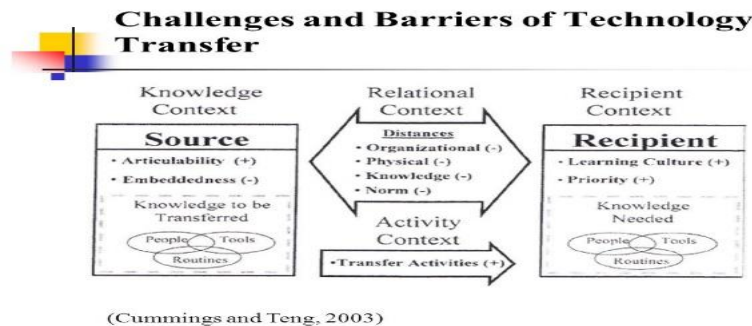 Challenges and Barriers of Technology
Transfer
Knowledge
Context
Source
• Articulability (+)
• Embeddedness (-)
Knowledge to be
Transferred
People
Tools
Routines
Relational
Context
Distances
• Organizational (-)
• Physical (-)
• Knowledge (-)
• Norm (-)
Activity
Context
•Transfer Activities (+)
Recipient
Context
Recipient
• Learning Culture (+)
• Priority (+)
Knowledge
Needed
People
Tools
Routines
(Cummings and Teng, 2003)